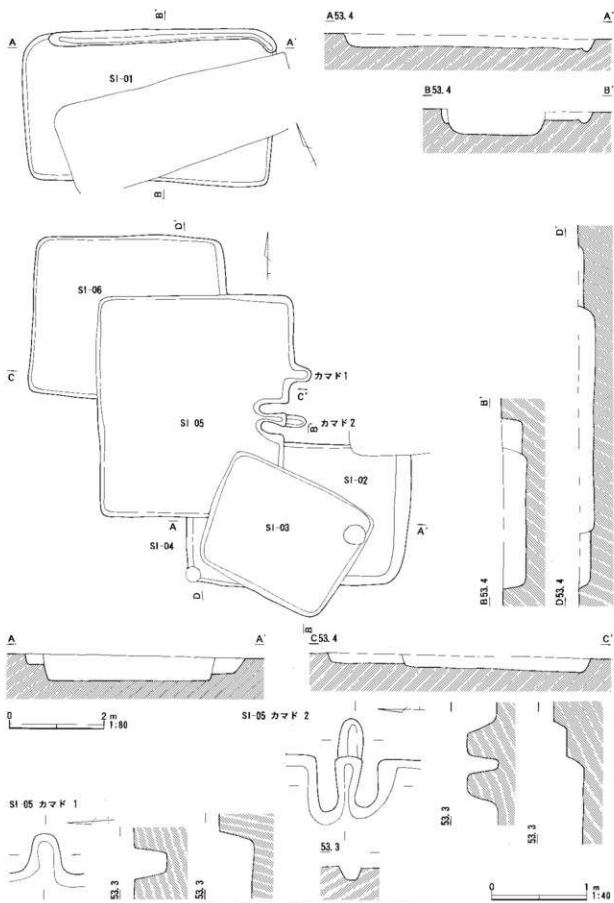 A
A'
B'
SI-01
B
A53.4
A'
B53.4
B'
D'
SI-06
C
カマド1
C'
カマド2
B'
SI 05
SI-02
A
SI-03
A'
SI-04
D
B
D'
B'
B53.4
D53.4
A
A'
C53.4
C'
0 2 m
1:80
SI-05 カマド 2
SI-05 カマド 1
53.3
53.3
53.3
53.3
53.3
0 1 m
1:40